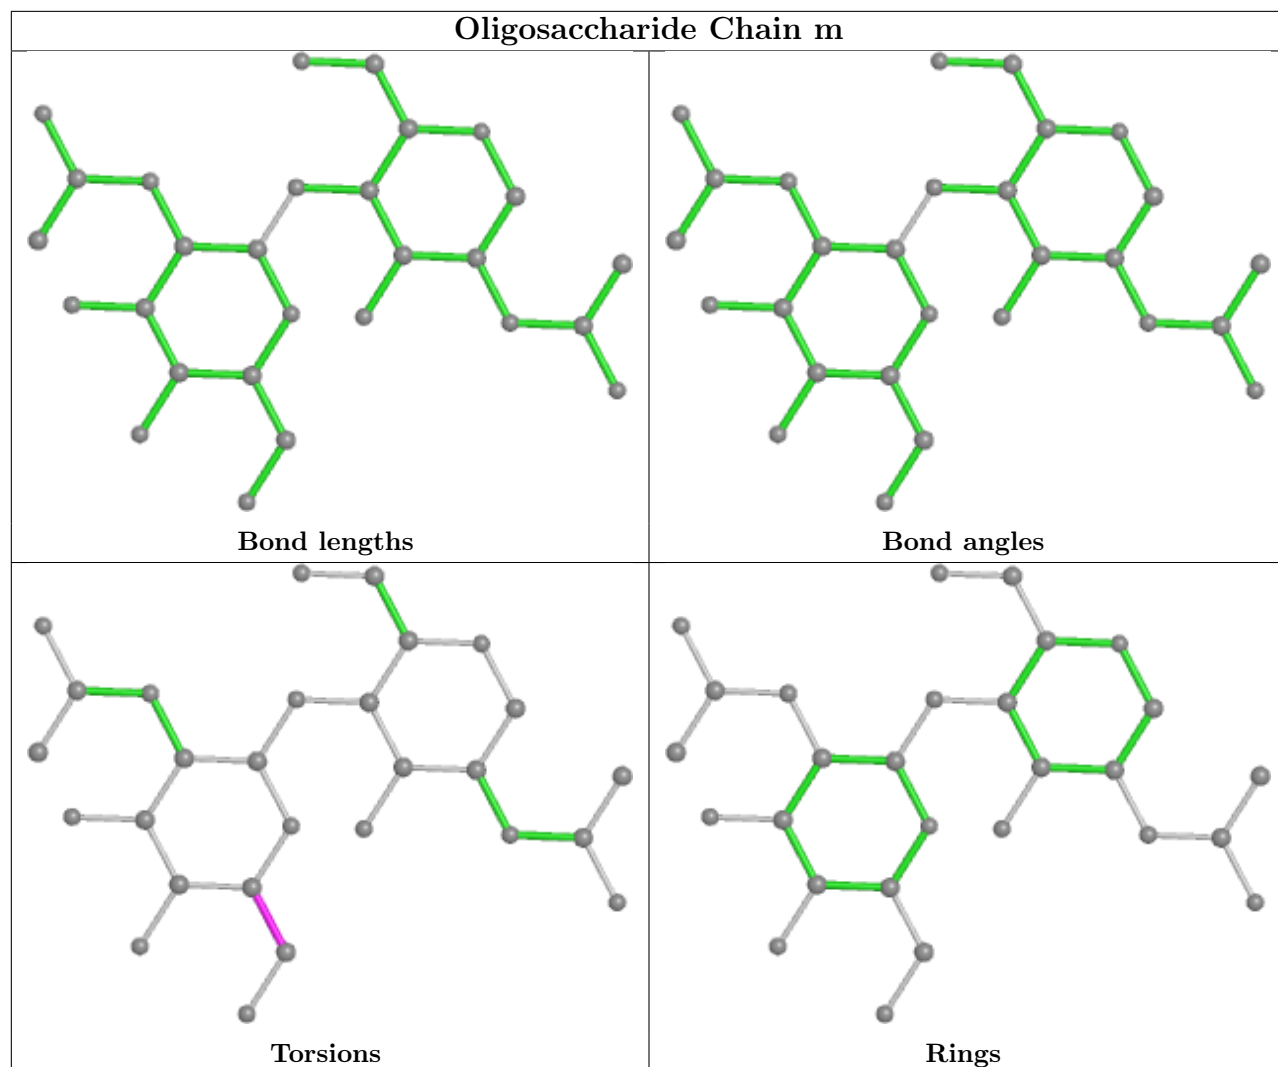 Oligosaccharide Chain m
Bond lengths
Bond angles
Torsions
Rings